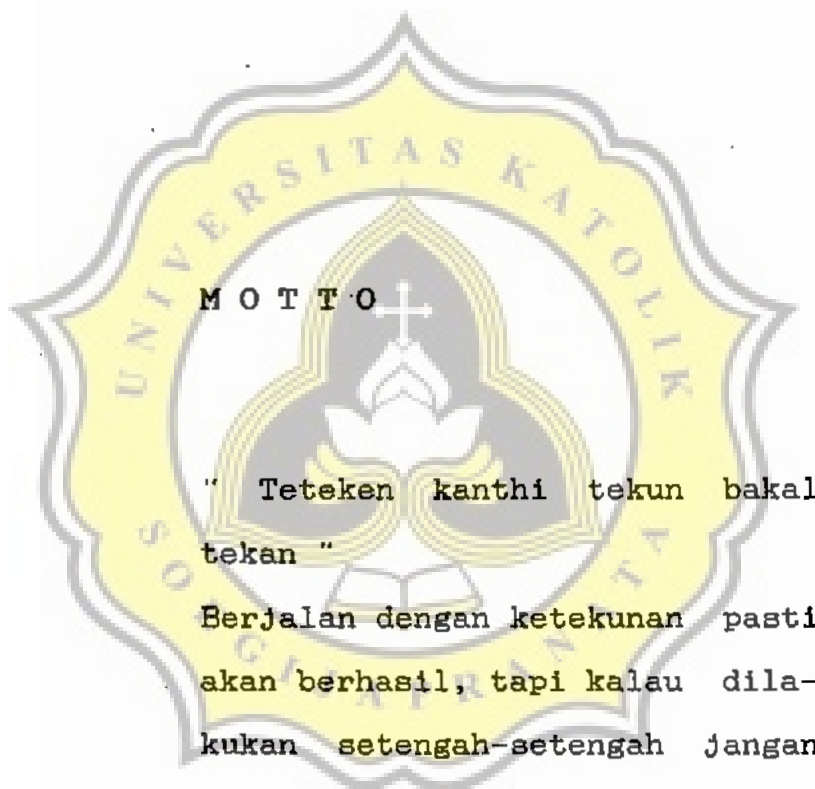 UNIVERSITAS KATOLIK
M O T T O
" Teteken kanthi tekun bakal
tekan "
Berjalan dengan ketekunan pasti
akan berhasil, tapi kalau dila-
kukan setengah-setengah jangan
SOEGIJAPRANATA